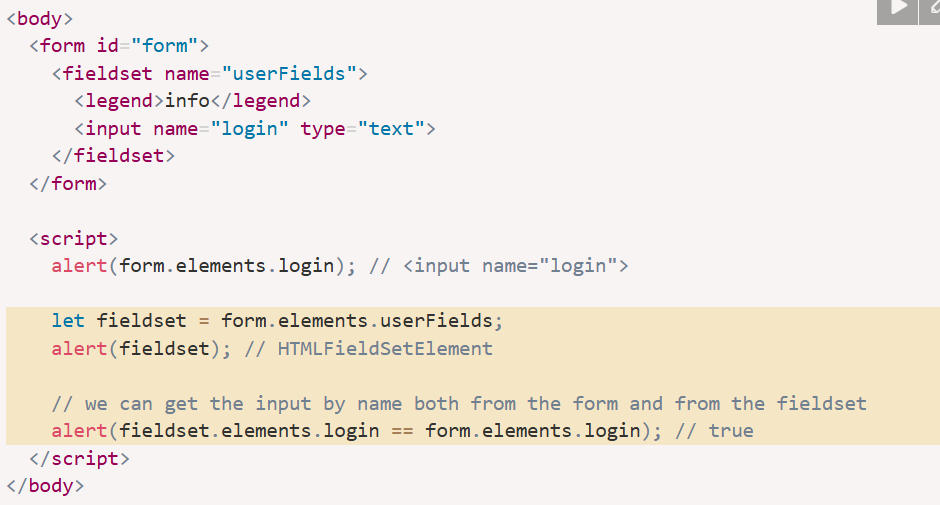 <body>
  <form id="form">
    <fieldset name="userFields">
      <legend>info</legend>
      <input name="login" type="text">
    </fieldset>
  </form>

  <script>
    alert(form.elements.login); // <input name="login">

    let fieldset = form.elements.userFields;
    alert(fieldset); // HTMLFieldSetElement

    // we can get the input by name both from the form and from the fieldset
    alert(fieldset.elements.login == form.elements.login); // true
  </script>
</body>